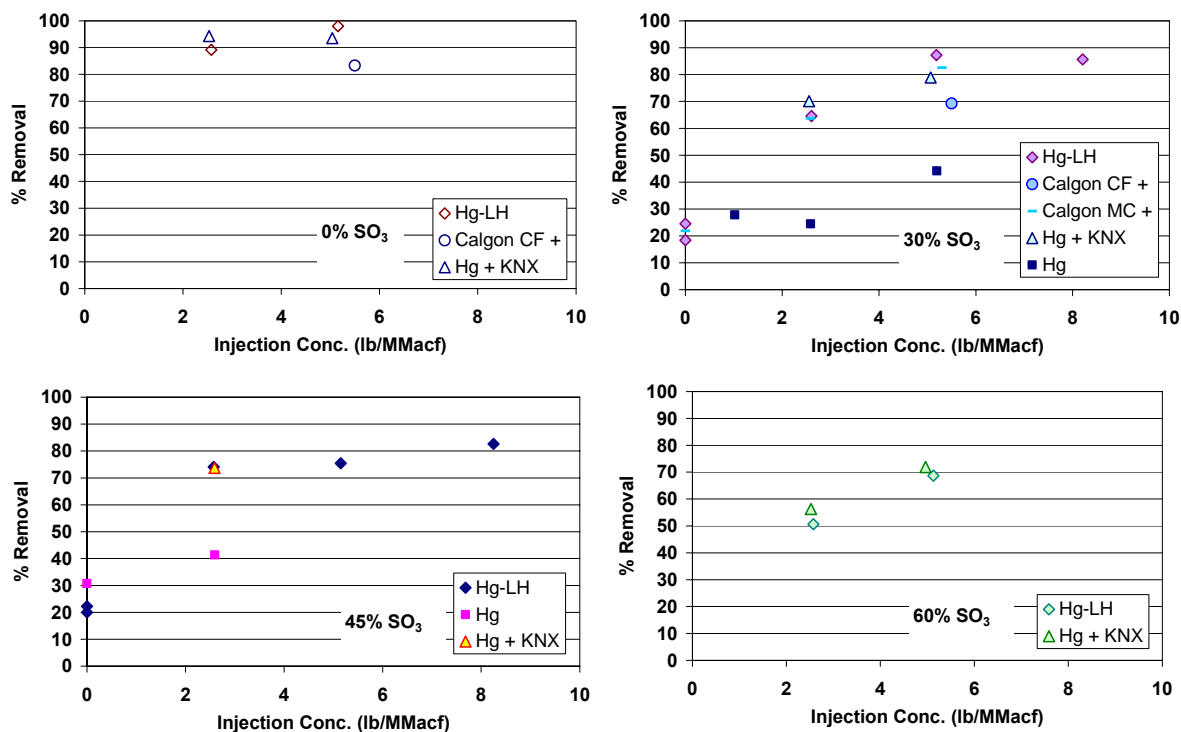 100
90
80
70
60
50
40
30
20
10
0
% Removal
0% SO₃
Hg-LH
Calgon CF +
Hg + KNX
0 2 4 6 8 10
Injection Conc. (lb/MMacf)
100
90
80
70
60
50
40
30
20
10
0
% Removal
30% SO₃
Hg-LH
Calgon CF +
Calgon MC +
Hg + KNX
Hg
0 2 4 6 8 10
Injection Conc. (lb/MMacf)
100
90
80
70
60
50
40
30
20
10
0
% Removal
45% SO₃
Hg-LH
Hg
Hg + KNX
0 2 4 6 8 10
Injection Conc. (lb/MMacf)
100
90
80
70
60
50
40
30
20
10
0
% Removal
60% SO₃
Hg-LH
Hg + KNX
0 2 4 6 8 10
Injection Conc. (lb/MMacf)